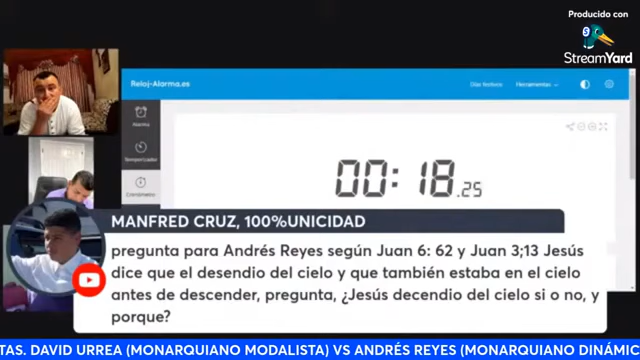 Producido con
StreamYard
Reloj-Alarma.es
Días festivos
Herramientas
Alarma
Temporizador
Cronómetro
00:18.25
MANFRED CRUZ, 100%UNICIDAD
pregunta para Andrés Reyes según Juan 6: 62 y Juan 3;13 Jesús
dice que el desendio del cielo y que también estaba en el cielo
antes de descender, pregunta, ¿Jesús decendio del cielo si o no, y
porque?
TAS. DAVID URREA (MONARQUIANO MODALISTA) VS ANDRÉS REYES (MONARQUIANO DINÁMIC